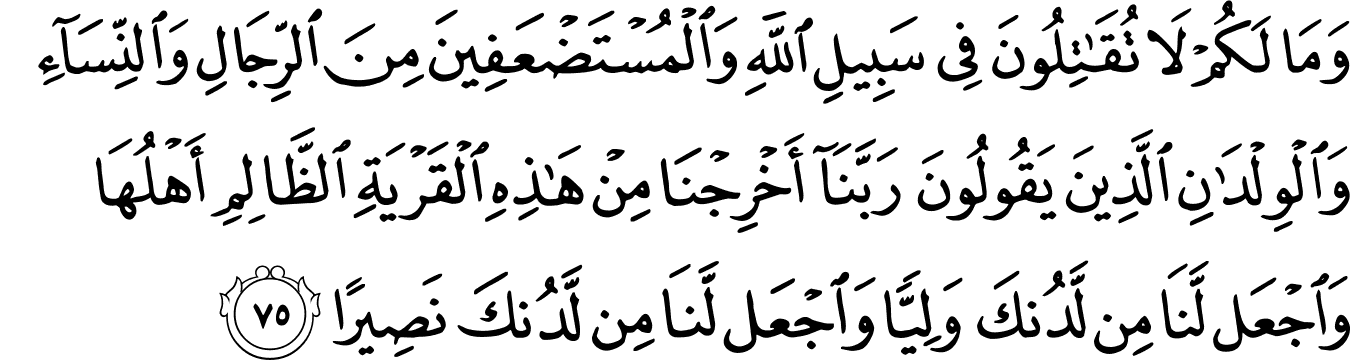 وَمَا لَكُمۡ لَا تُقَـٰتِلُونَ فِى سَبِيلِ ٱللَّهِ وَٱلۡمُسۡتَضۡعَفِينَ مِنَ ٱلرِّجَالِ وَٱلنِّسَآءِ
وَٱلۡوِلۡدَٰنِ ٱلَّذِينَ يَقُولُونَ رَبَّنَآ أَخۡرِجۡنَا مِنۡ هَـٰذِهِ ٱلۡقَرۡيَةِ ٱلظَّالِمِ أَهۡلُهَا
وَٱجۡعَل لَّنَا مِن لَّدُنكَ وَلِيًّا وَٱجۡعَل لَّنَا مِن لَّدُنكَ نَصِيرًا ٧٥